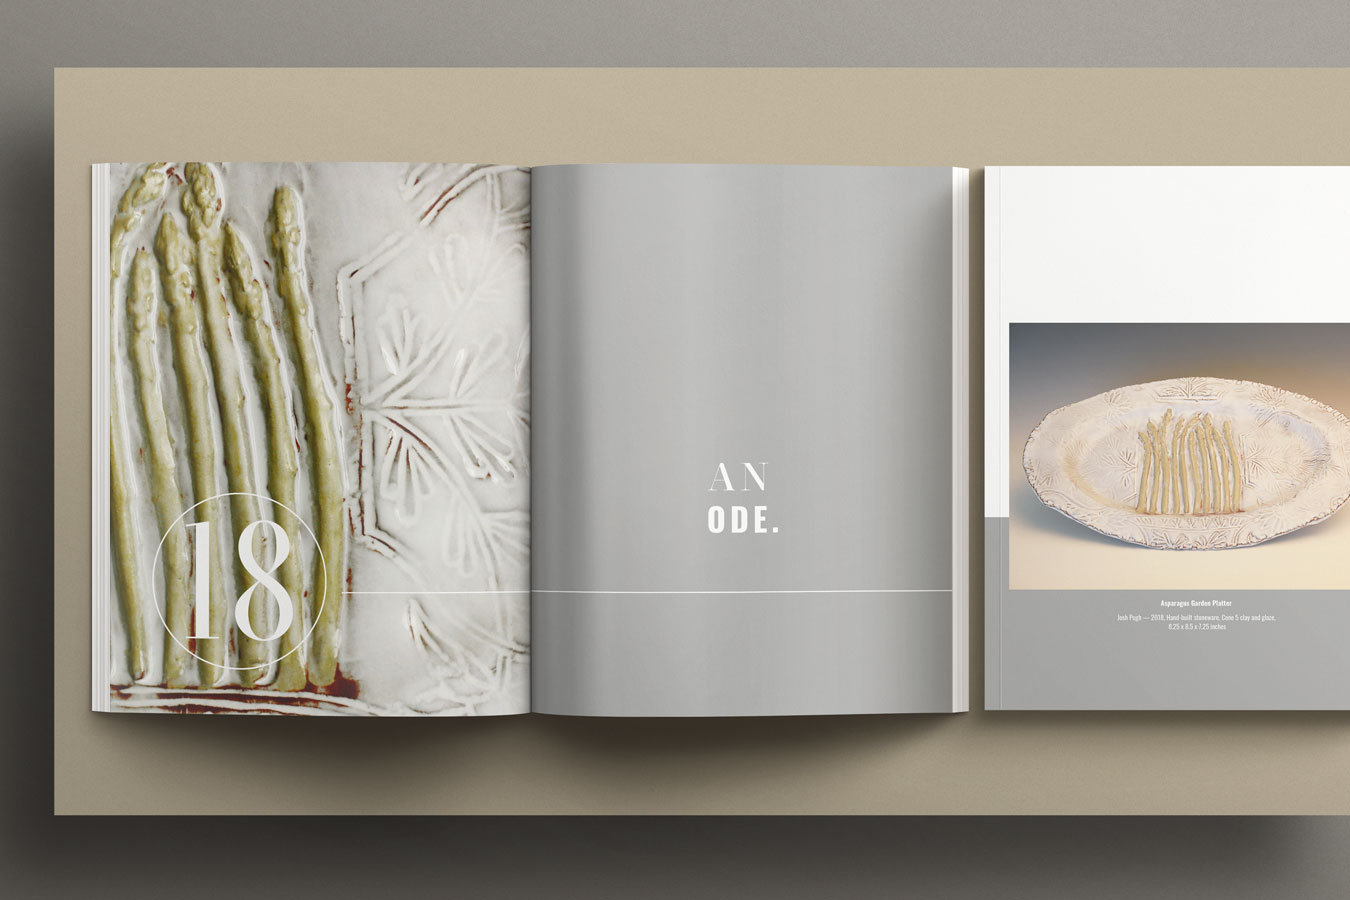 18
AN
ODE.
Asparagus Garden Platter
Josh Pugh — 2018, Hand-built stoneware, Cone 5 clay and glaze,
8.25 x 8.5 x 7.25 inches